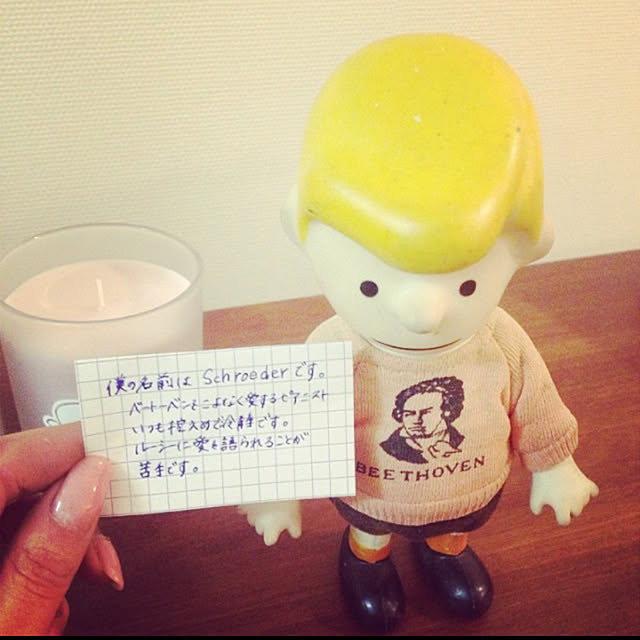 僕の名前は Schroeder です。
ベートーベンをこよなく愛するピアニスト
いつも控えめで冷静です。
ルーシーに愛を語られることが
苦手です。
BEETHOVEN